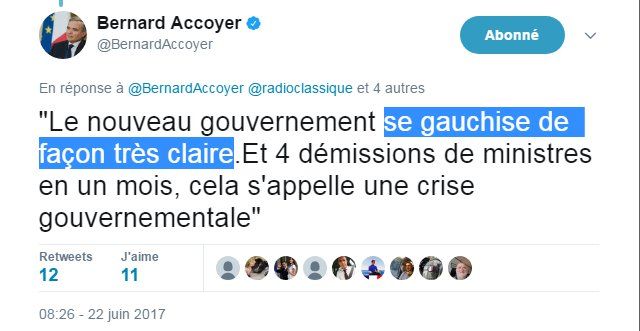 Bernard Accoyer
@BernardAccoyer
Abonné
En réponse à @BernardAccoyer @radioclassique et 4 autres
"Le nouveau gouvernement se gauchise de
façon très claire.Et 4 démissions de ministres
en un mois, cela s'appelle une crise
gouvernementale"
Retweets J'aime
12 11
08:26 - 22 juin 2017